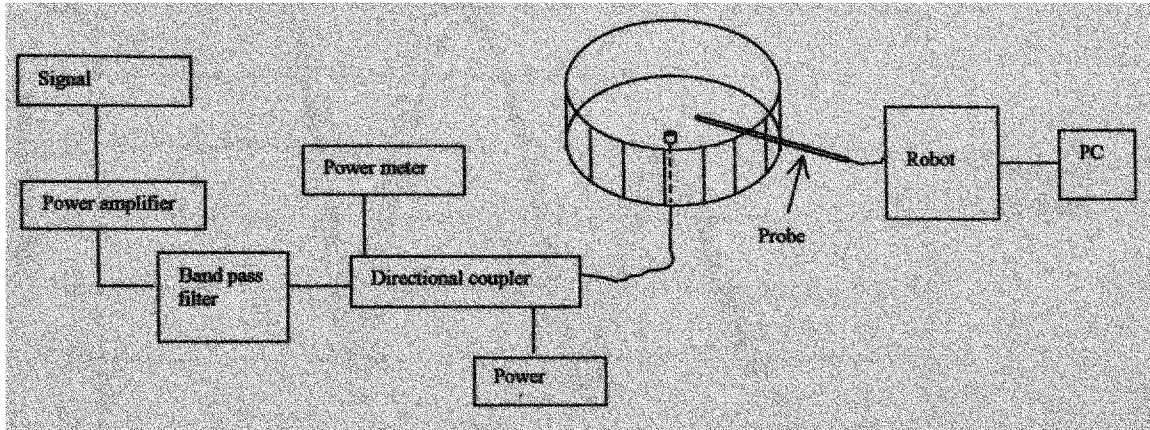 Signal
Power amplifier
Band pass
filter
Power meter
Directional coupler
Power
Probe
Robot
PC